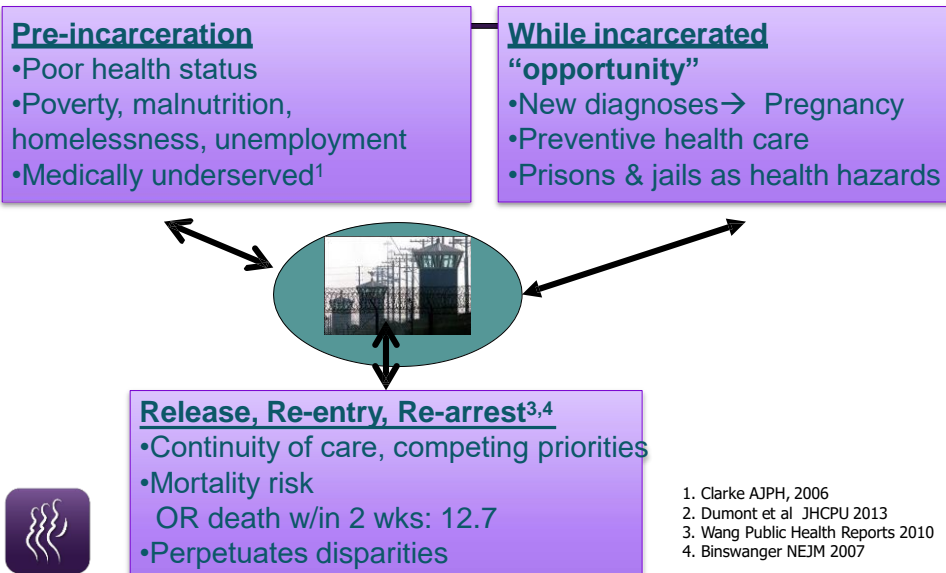 Pre-incarceration
•Poor health status
•Poverty, malnutrition,
homelessness, unemployment
•Medically underserved¹
While incarcerated
“opportunity”
•New diagnoses→ Pregnancy
•Preventive health care
•Prisons & jails as health hazards
Release, Re-entry, Re-arrest³,⁴
•Continuity of care, competing priorities
•Mortality risk
OR death w/in 2 wks: 12.7
•Perpetuates disparities
1. Clarke AJPH, 2006
2. Dumont et al JHCPU 2013
3. Wang Public Health Reports 2010
4. Binswanger NEJM 2007